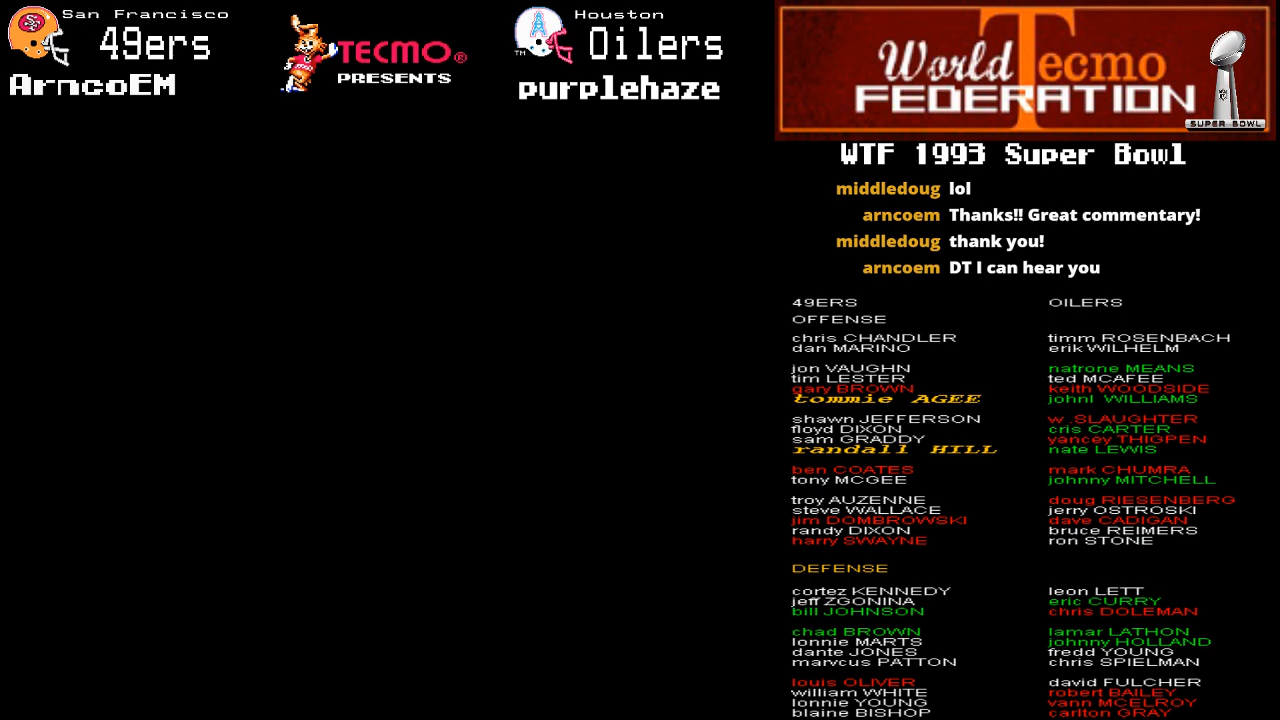 San Francisco
49ers
ArncoEM
TECMO®
PRESENTS
Houston
Oilers
TM
purplehaze
World Tecmo
FEDERATION
SUPER BOWL
WTF 1993 Super Bowl
middledoug lol
arncoem Thanks!! Great commentary!
middledoug thank you!
arncoem DT I can hear you
49ERS OILERS
OFFENSE
chris CHANDLER timm ROSENBACH
dan MARINO erik WILHELM
jon VAUGHN natrone MEANS
tim LESTER ted MCAFEE
gary BROWN keith WOODSIDE
tommie AGEE johnl WILLIAMS
shawn JEFFERSON w.SLAUGHTER
floyd DIXON cris CARTER
sam GRADDY yancey THIGPEN
randall HILL nate LEWIS
ben COATES mark CHUMRA
tony MCGEE johnny MITCHELL
troy AUZENNE doug RIESENBERG
steve WALLACE jerry OSTROSKI
jim DOMBROWSKI dave CADIGAN
randy DIXON bruce REIMERS
harry SWAYNE ron STONE
DEFENSE
cortez KENNEDY leon LETT
jeff ZGONINA eric CURRY
bill JOHNSON chris DOLEMAN
chad BROWN lamar LATHON
lonnie MARTS johnny HOLLAND
dante JONES fredd YOUNG
marvcus PATTON chris SPIELMAN
louis OLIVER david FULCHER
william WHITE robert BAILEY
lonnie YOUNG vann MCELROY
blaine BISHOP carlton GRAY